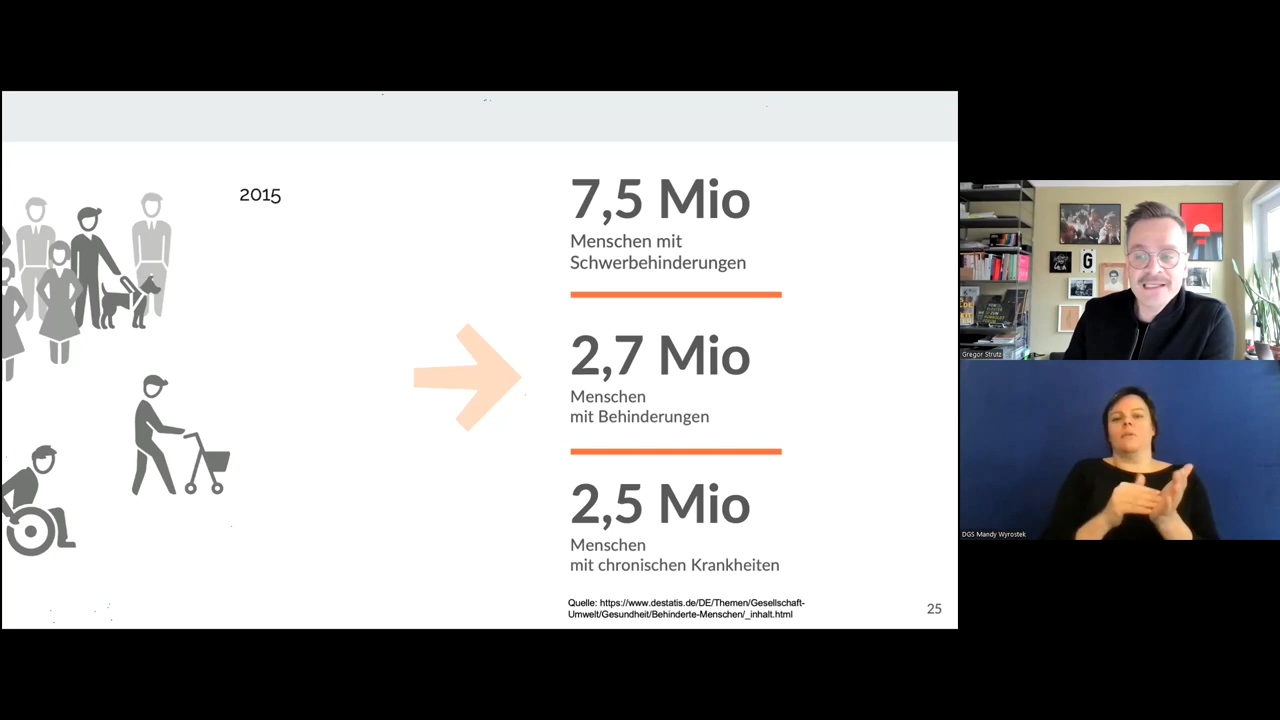 2015
7,5 Mio
Menschen mit
Schwerbehinderungen
2,7 Mio
Menschen
mit Behinderungen
2,5 Mio
Menschen
mit chronischen Krankheiten
Quelle: https://www.destatis.de/DE/Themen/Gesellschaft-
Umwelt/Gesundheit/Behinderte-Menschen/_inhalt.html
25
G
Gregor Strutz
DGS Mandy Wyrostek